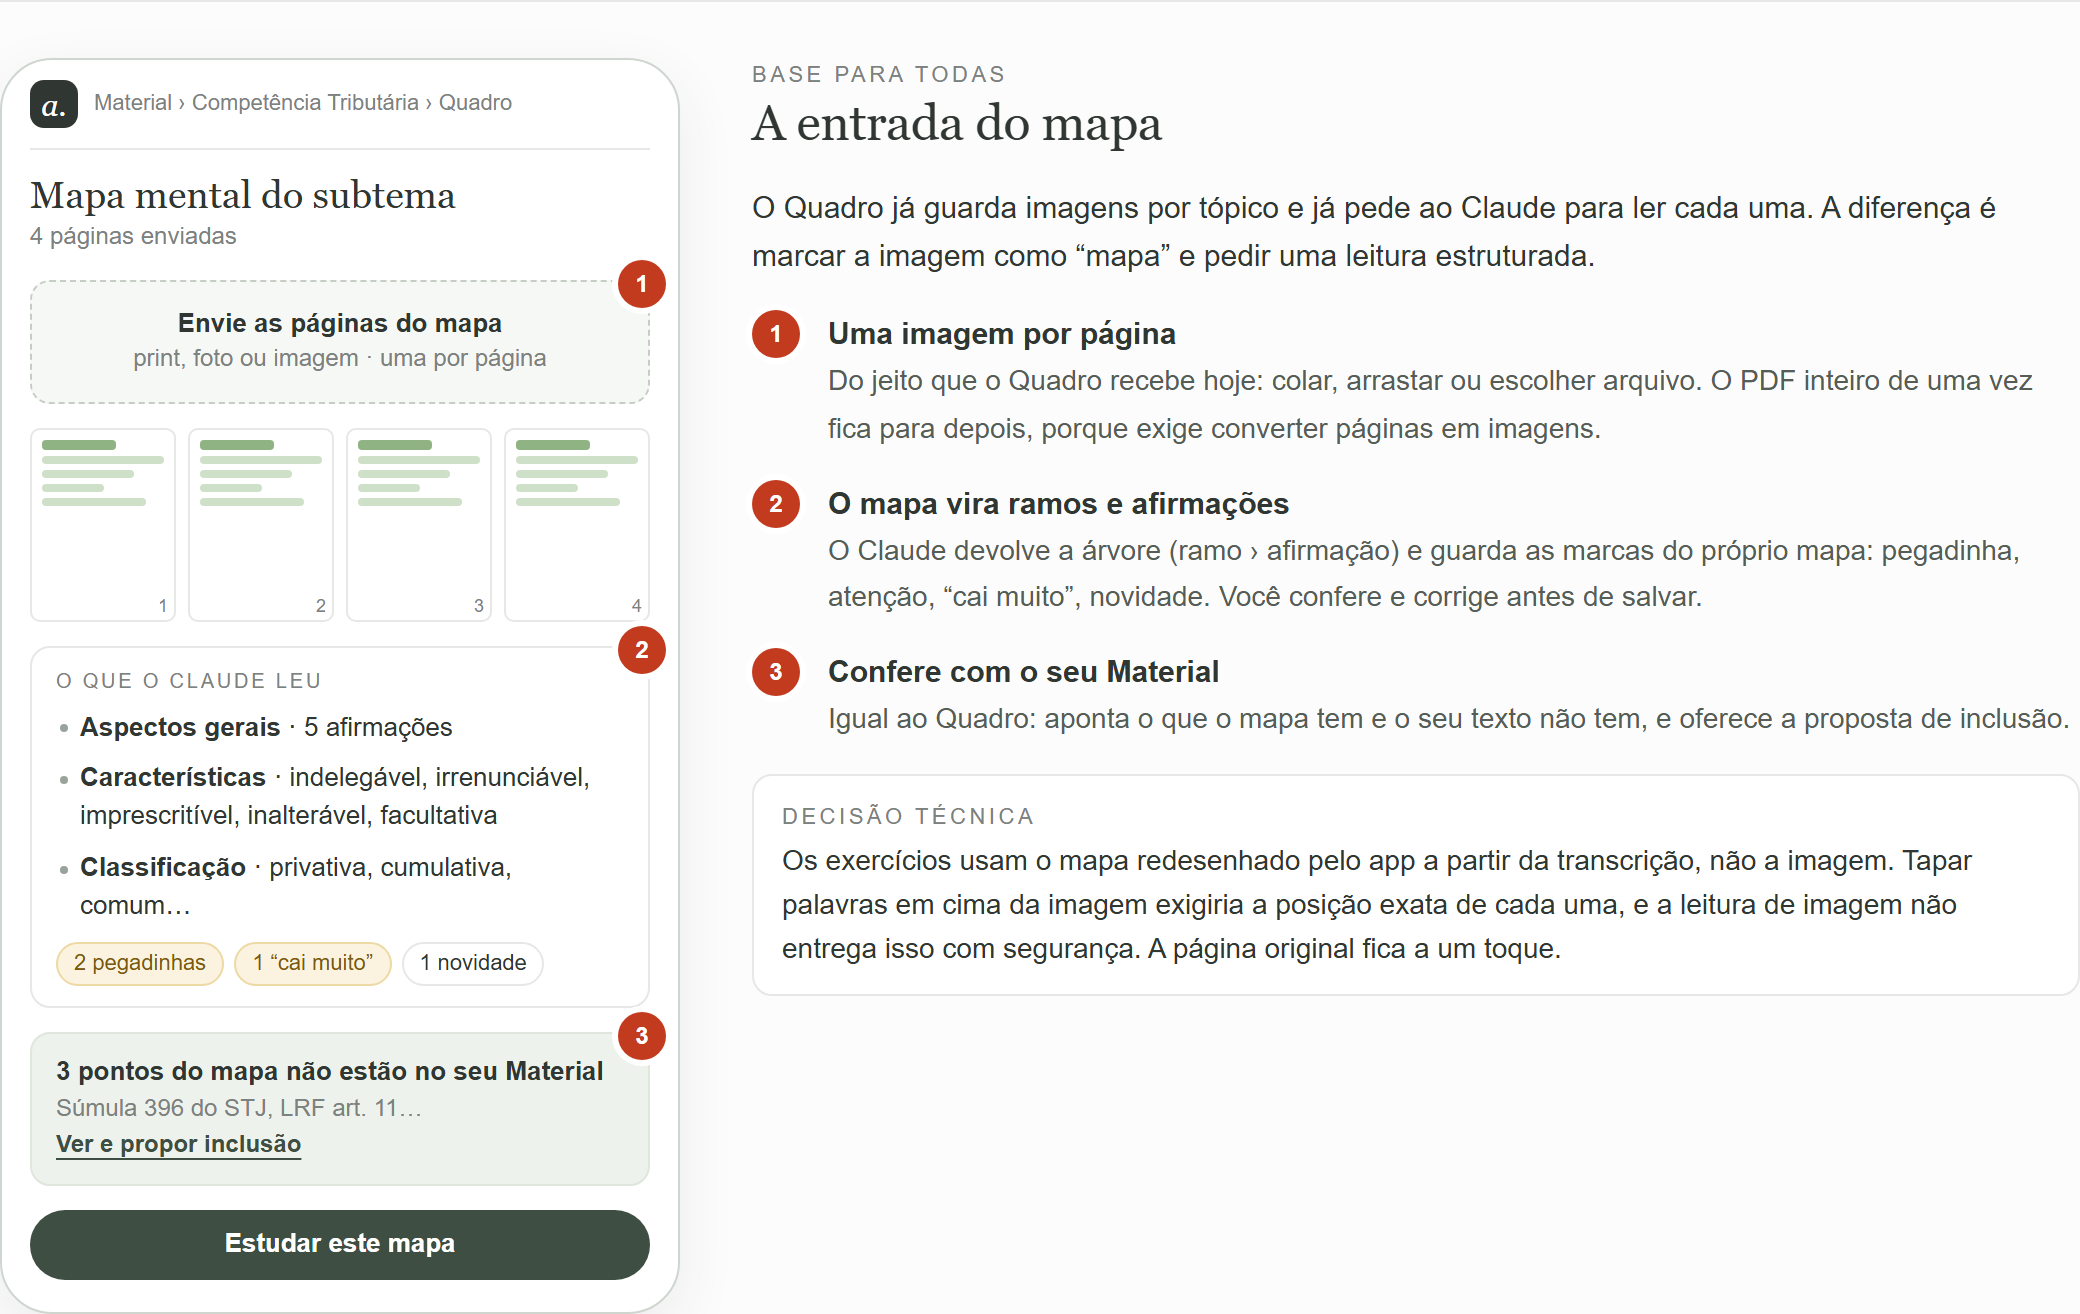 a.
Material › Competência Tributária › Quadro
Mapa mental do subtema
4 páginas enviadas
1
Envie as páginas do mapa
print, foto ou imagem · uma por página
1
2
3
4
2
O QUE O CLAUDE LEU
Aspectos gerais · 5 afirmações
Características · indelegável, irrenunciável,
imprescritível, inalterável, facultativa
Classificação · privativa, cumulativa,
comum…
2 pegadinhas
1 “cai muito”
1 novidade
3
3 pontos do mapa não estão no seu Material
Súmula 396 do STJ, LRF art. 11…
Ver e propor inclusão
Estudar este mapa
BASE PARA TODAS
A entrada do mapa
O Quadro já guarda imagens por tópico e já pede ao Claude para ler cada uma. A diferença é
marcar a imagem como “mapa” e pedir uma leitura estruturada.
1
Uma imagem por página
Do jeito que o Quadro recebe hoje: colar, arrastar ou escolher arquivo. O PDF inteiro de uma vez
fica para depois, porque exige converter páginas em imagens.
2
O mapa vira ramos e afirmações
O Claude devolve a árvore (ramo › afirmação) e guarda as marcas do próprio mapa: pegadinha,
atenção, “cai muito”, novidade. Você confere e corrige antes de salvar.
3
Confere com o seu Material
Igual ao Quadro: aponta o que o mapa tem e o seu texto não tem, e oferece a proposta de inclusão.
DECISÃO TÉCNICA
Os exercícios usam o mapa redesenhado pelo app a partir da transcrição, não a imagem. Tapar
palavras em cima da imagem exigiria a posição exata de cada uma, e a leitura de imagem não
entrega isso com segurança. A página original fica a um toque.